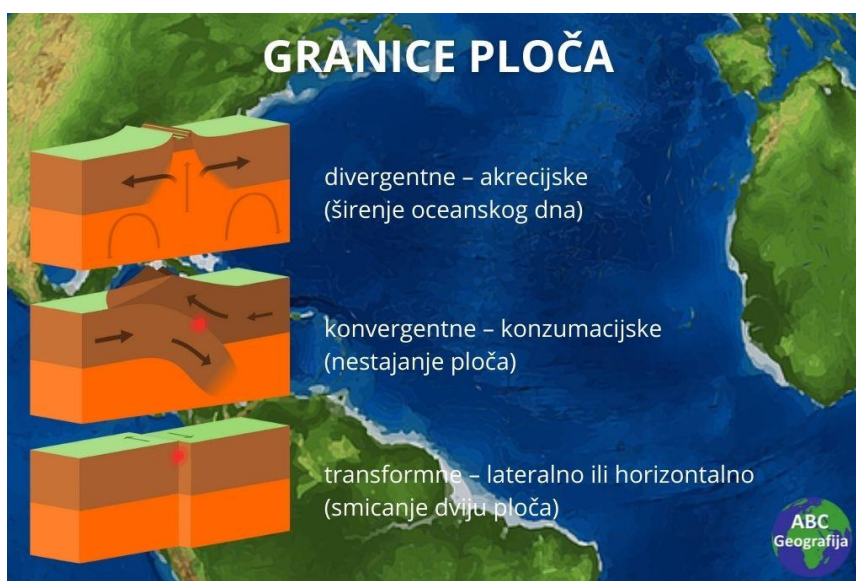 GRANICE PLOČA
divergentne – akrecijske
(širenje oceanskog dna)
konvergentne – konzumacijske
(nestajanje ploča)
transformne – lateralno ili horizontalno
(smicanje dviju ploča)
ABC
Geografija